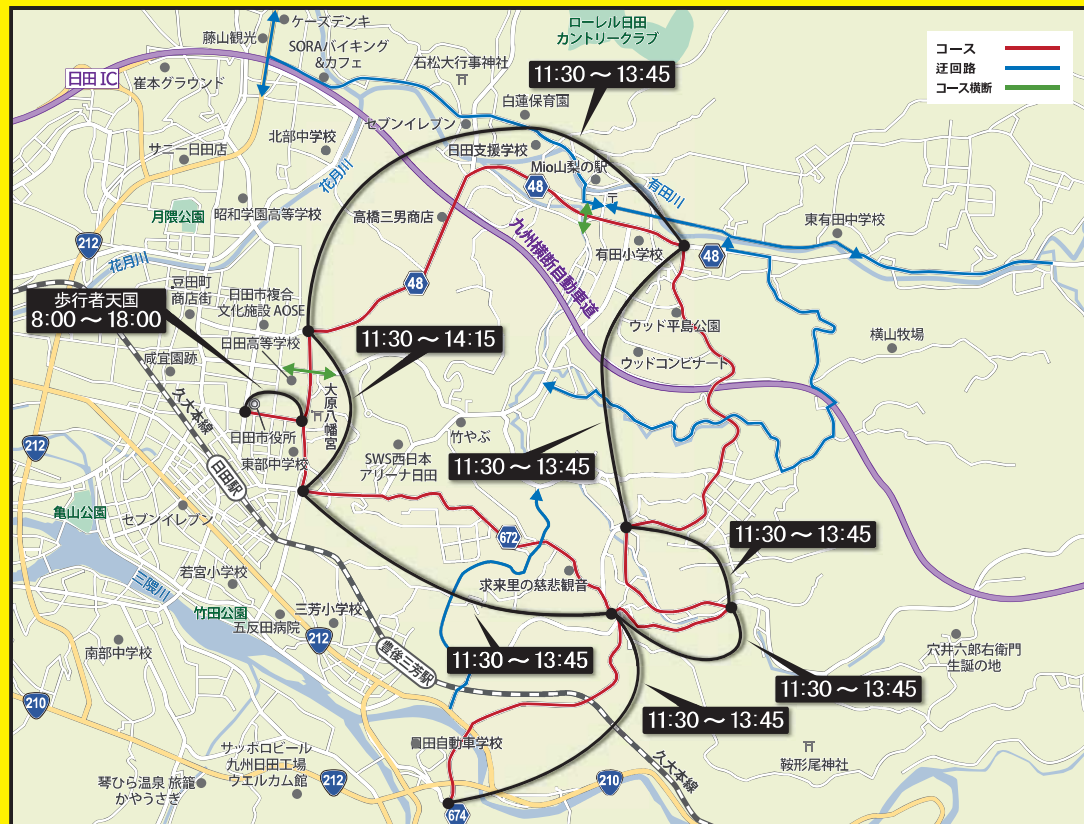 ケーズデンキ
藤山観光
SORAバイキング
&カフェ
ローレル日田
カントリークラブ
コース
迂回路
コース横断
日田 IC
崔本グラウンド
石松大行事神社
11:30 ～ 13:45
白蓮保育園
セブンイレブン
北部中学校
サニー日田店
日田支援学校
Mio山梨の駅
花月川
48
有田川
月隈公園
昭和学園高等学校
高橋三男商店
東有田中学校
212
九州横断自動車道
有田小学校
48
花月川
48
豆田町
商店街
日田市複合
文化施設 AOSE
歩行者天国
8:00 ～ 18:00
ウッド平島公園
横山牧場
日田高等学校
11:30 ～ 14:15
咸宜園跡
ウッドコンビナート
久大本線
大原八幡宮
日田市役所
竹やぶ
212
東部中学校
SWS西日本
アリーナ日田
11:30 ～ 13:45
日田駅
亀山公園
セブンイレブン
672
11:30 ～ 13:45
若宮小学校
求来里の慈悲観音
三隈川
竹田公園
三芳小学校
五反田病院
212
南部中学校
豊後三芳駅
11:30 ～ 13:45
穴井六郎右衛門
生誕の地
11:30 ～ 13:45
210
11:30 ～ 13:45
日田自動車学校
サッポロビール
九州日田工場
ウエルカム館
久大本線
鞍形尾神社
212
210
琴ひら温泉 旅籠
かやうさぎ
674